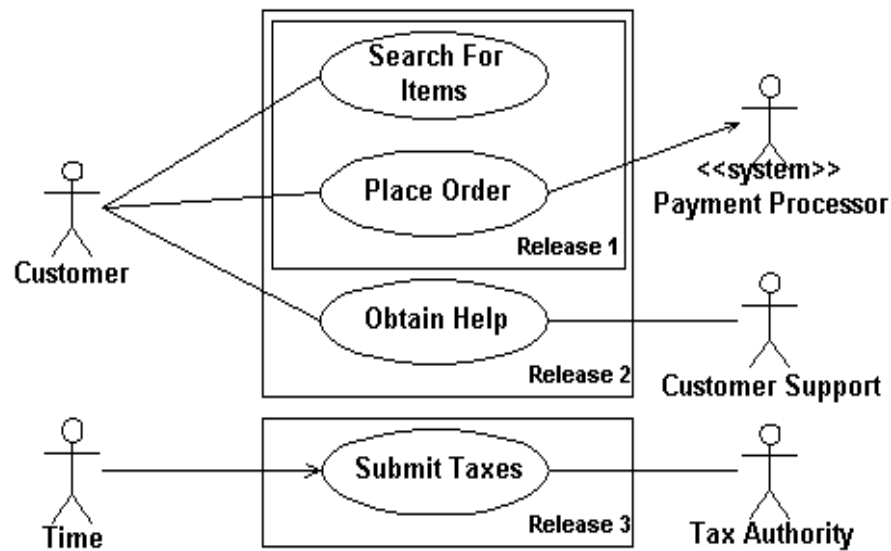 Search For
Items
Place Order
<<system>>
Payment Processor
Release 1
Customer
Obtain Help
Release 2
Customer Support
Submit Taxes
Release 3
Time
Tax Authority